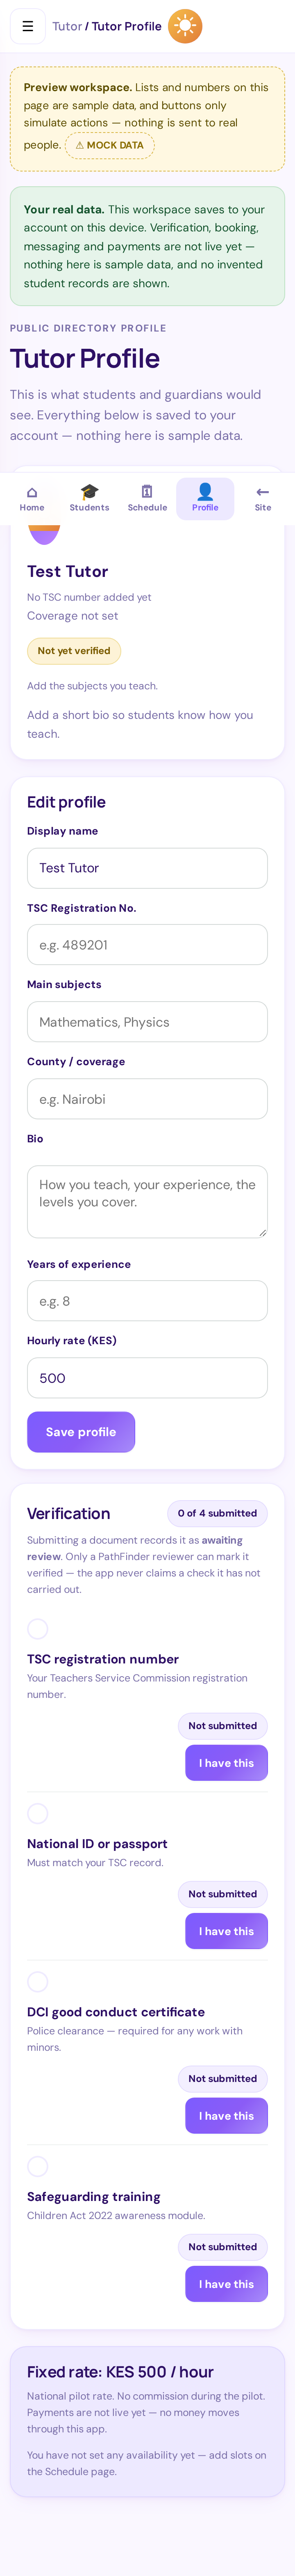 ☰ Tutor / Tutor Profile
Preview workspace. Lists and numbers on this
page are sample data, and buttons only
simulate actions — nothing is sent to real
people. ⚠ MOCK DATA
Your real data. This workspace saves to your
account on this device. Verification, booking,
messaging and payments are not live yet —
nothing here is sample data, and no invented
student records are shown.
PUBLIC DIRECTORY PROFILE
Tutor Profile
This is what students and guardians would
see. Everything below is saved to your
account — nothing here is sample data.
Home Students Schedule Profile Site
Test Tutor
No TSC number added yet
Coverage not set
Not yet verified
Add the subjects you teach.
Add a short bio so students know how you
teach.
Edit profile
Display name
Test Tutor
TSC Registration No.
e.g. 489201
Main subjects
Mathematics, Physics
County / coverage
e.g. Nairobi
Bio
How you teach, your experience, the
levels you cover.
Years of experience
e.g. 8
Hourly rate (KES)
500
Save profile
Verification 0 of 4 submitted
Submitting a document records it as awaiting
review. Only a PathFinder reviewer can mark it
verified — the app never claims a check it has not
carried out.
TSC registration number
Your Teachers Service Commission registration
number.
Not submitted
I have this
National ID or passport
Must match your TSC record.
Not submitted
I have this
DCI good conduct certificate
Police clearance — required for any work with
minors.
Not submitted
I have this
Safeguarding training
Children Act 2022 awareness module.
Not submitted
I have this
Fixed rate: KES 500 / hour
National pilot rate. No commission during the pilot.
Payments are not live yet — no money moves
through this app.
You have not set any availability yet — add slots on
the Schedule page.